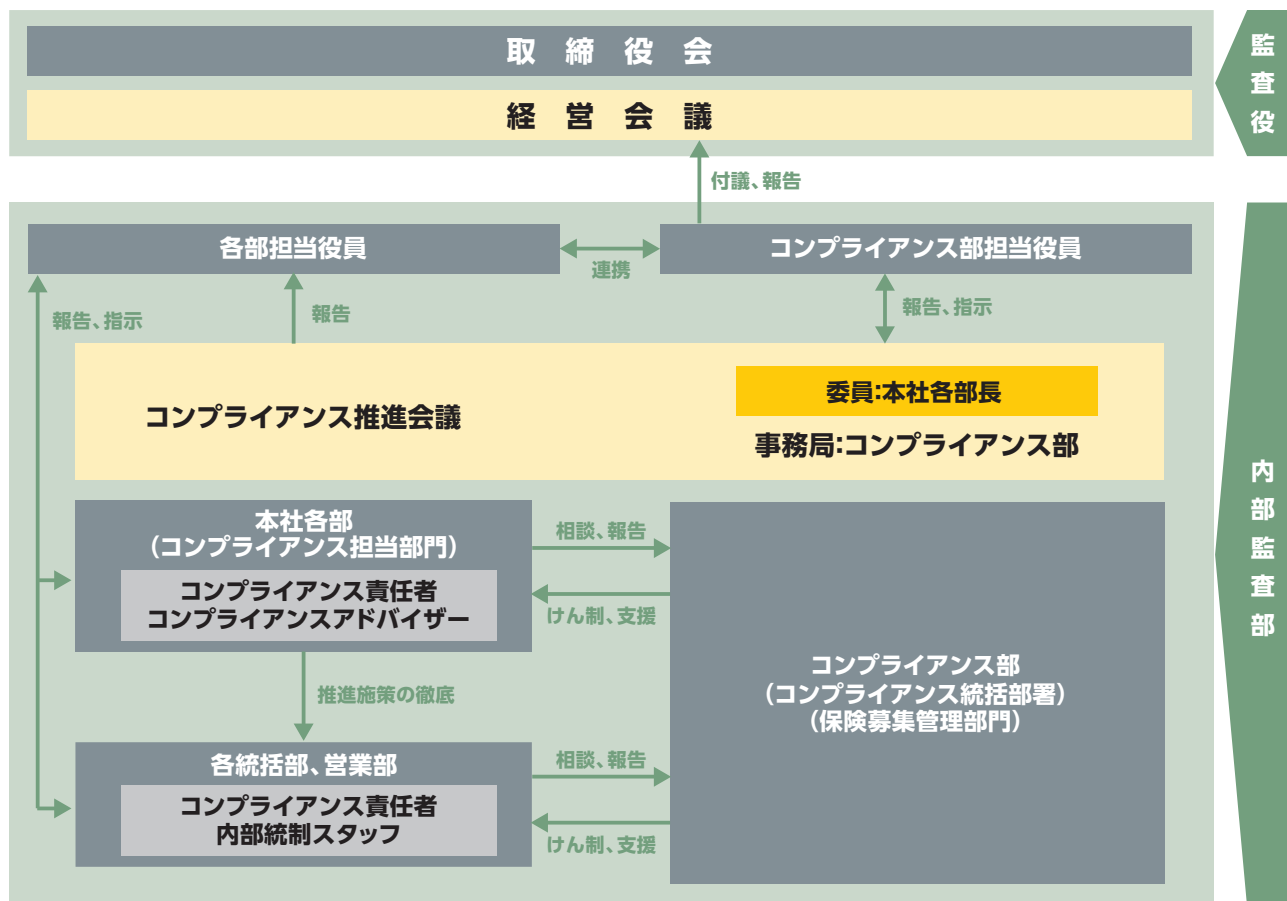 取締役会
経営会議
監査役
付議、報告
各部担当役員
連携
コンプライアンス部担当役員
報告、指示
報告
報告、指示
コンプライアンス推進会議
委員:本社各部長
事務局:コンプライアンス部
本社各部
(コンプライアンス担当部門)
コンプライアンス責任者
コンプライアンスアドバイザー
相談、報告
けん制、支援
推進施策の徹底
各統括部、営業部
コンプライアンス責任者
内部統制スタッフ
相談、報告
けん制、支援
コンプライアンス部
(コンプライアンス統括部署)
(保険募集管理部門)
内部監査部